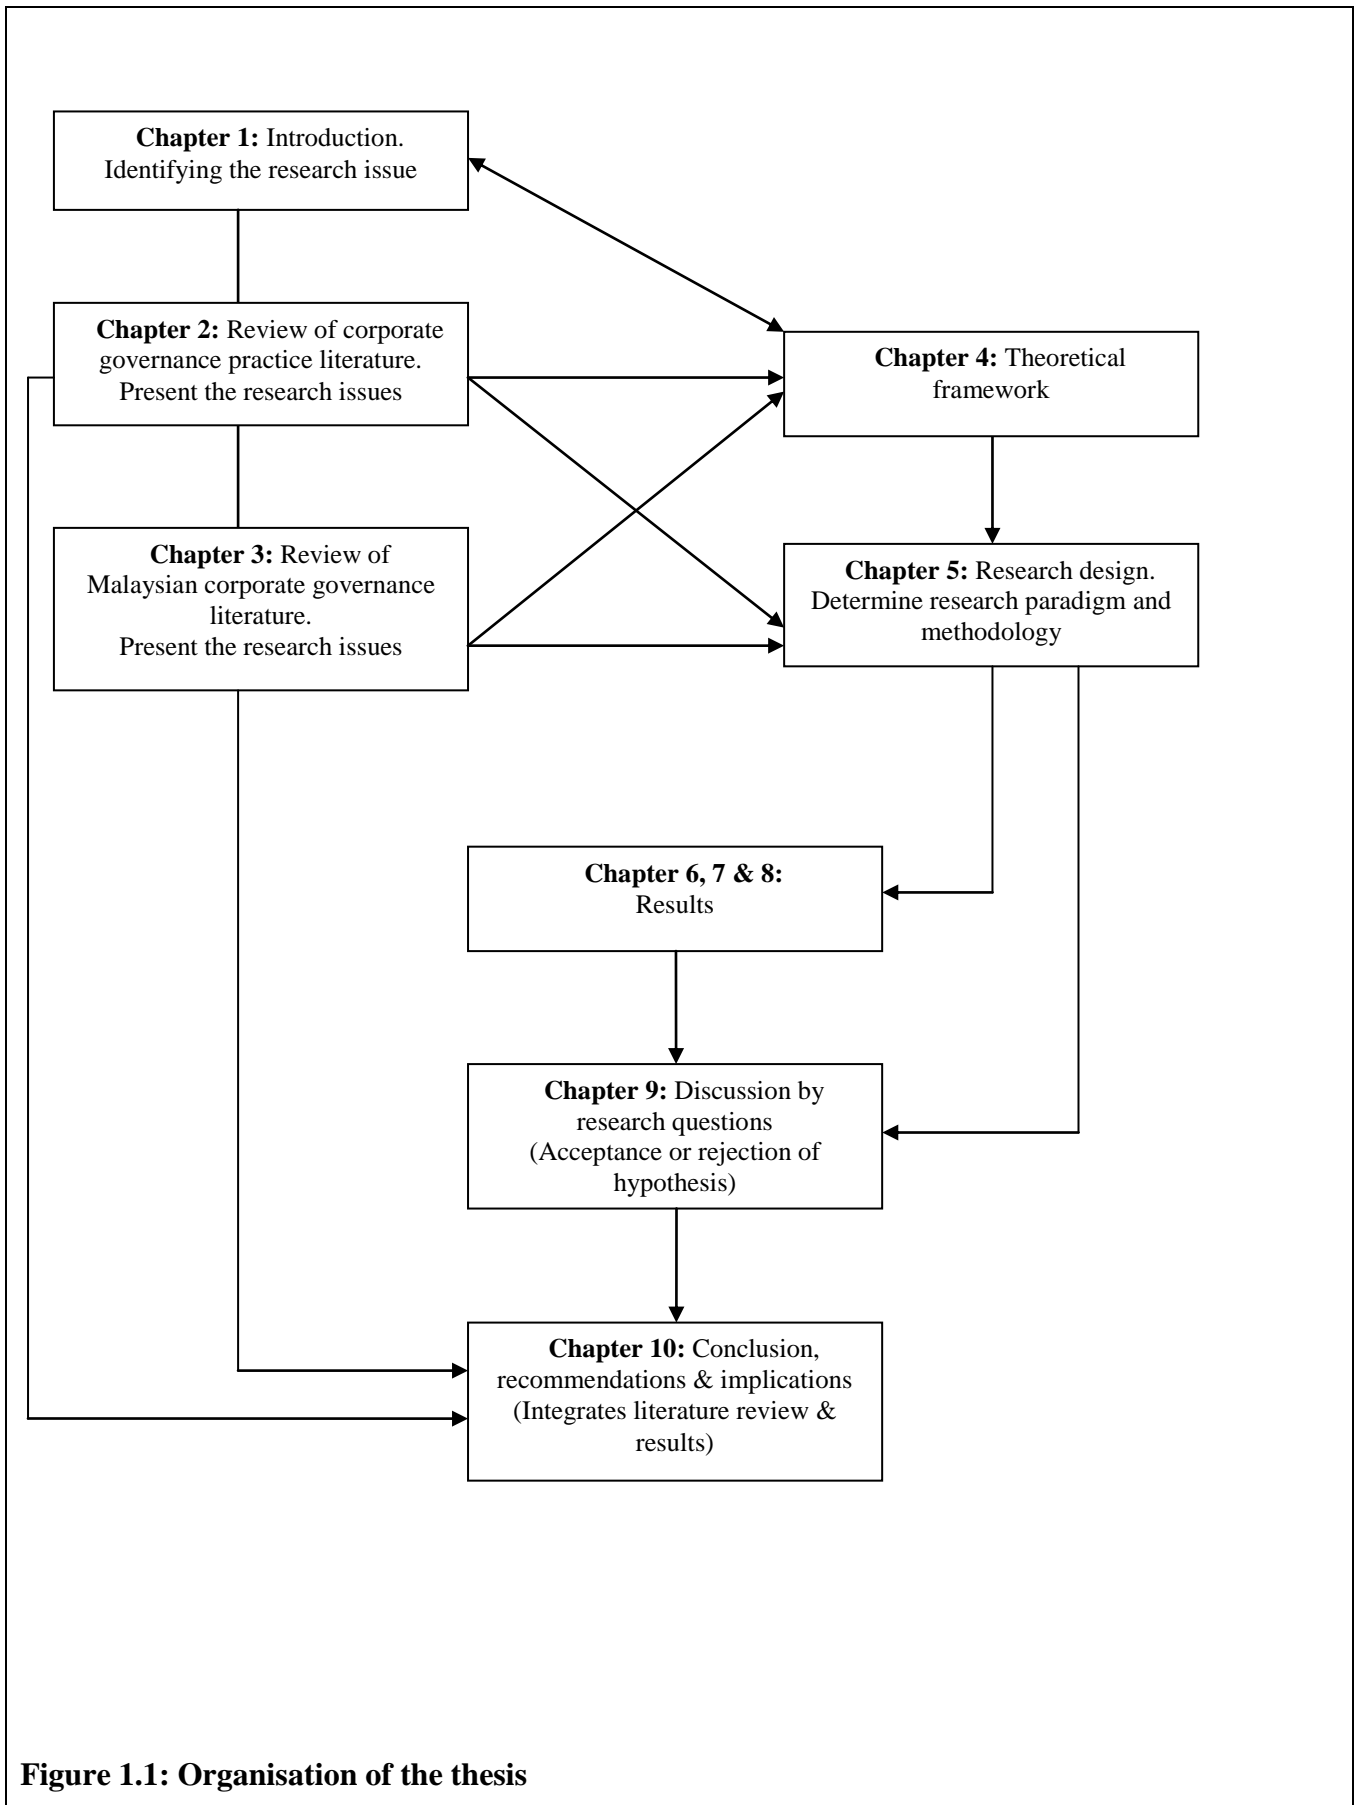 Chapter 1: Introduction.
Identifying the research issue
Chapter 2: Review of corporate
governance practice literature.
Present the research issues
Chapter 3: Review of
Malaysian corporate governance
literature.
Present the research issues
Chapter 4: Theoretical
framework
Chapter 5: Research design.
Determine research paradigm and
methodology
Chapter 6, 7 & 8:
Results
Chapter 9: Discussion by
research questions
(Acceptance or rejection of
hypothesis)
Chapter 10: Conclusion,
recommendations & implications
(Integrates literature review &
results)
Figure 1.1: Organisation of the thesis